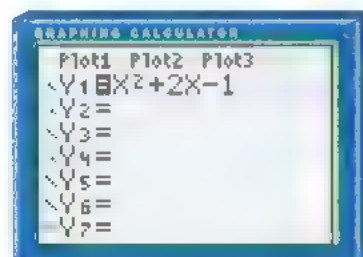 GRAPHING CALCULATOR
Plot1 Plot2 Plot3
\Y1=X²+2X−1
\Y2=
\Y3=
\Y4=
\Y5=
\Y6=
\Y7=